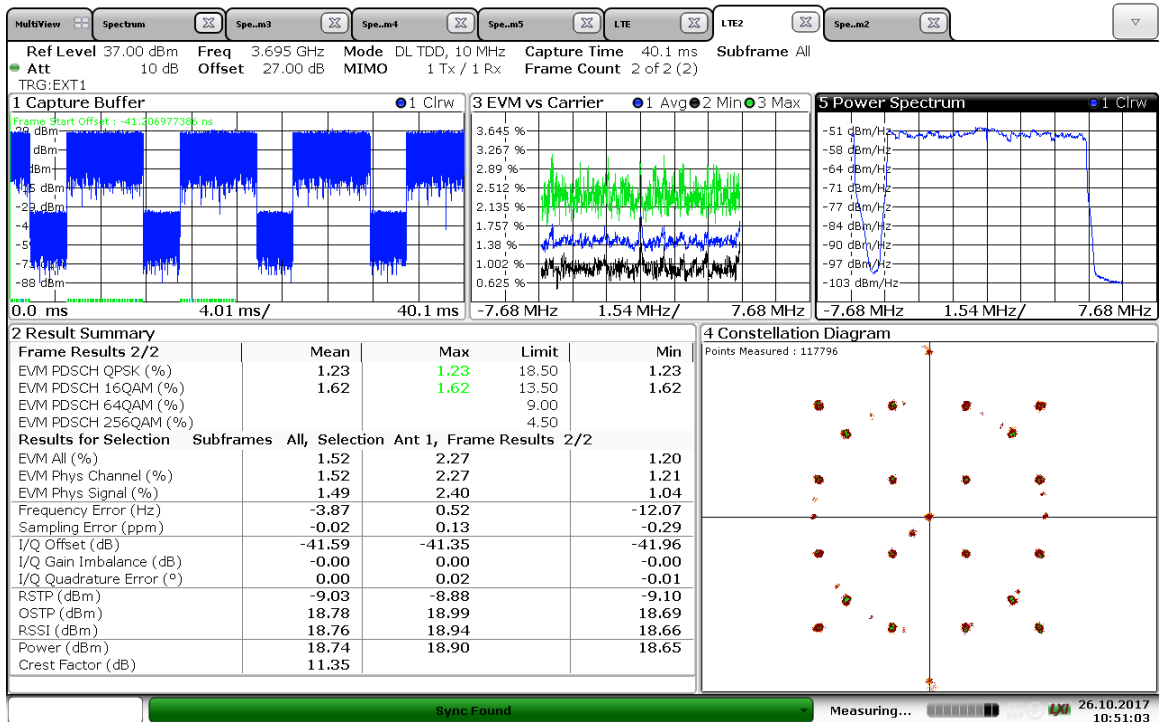 MultiView Spectrum Spe..m3 Spe..m4 Spe..m5 LTE LTE2 Spe..m2
Ref Level 37.00 dBm Freq 3.695 GHz Mode DL TDD, 10 MHz Capture Time 40.1 ms Subframe All
Att 10 dB Offset 27.00 dB MIMO 1 Tx / 1 Rx Frame Count 2 of 2 (2)
TRG:EXT1
1 Capture Buffer 1 Clrw
Frame Start Offset : -41.206977386 ns
dBm
dBm
dBm
-29 dBm
-88 dBm
0.0 ms 4.01 ms/ 40.1 ms
3 EVM vs Carrier 1 Avg 2 Min 3 Max
3.645 %
3.267 %
2.89 %
2.512 %
2.135 %
1.757 %
1.38 %
1.002 %
0.625 %
-7.68 MHz 1.54 MHz/ 7.68 MHz
5 Power Spectrum 1 Clrw
-51 dBm/Hz
-58 dBm/Hz
-64 dBm/Hz
-71 dBm/Hz
-77 dBm/Hz
-84 dBm/Hz
-90 dBm/Hz
-97 dBm/Hz
-103 dBm/Hz
-7.68 MHz 1.54 MHz/ 7.68 MHz
2 Result Summary
Frame Results 2/2 Mean Max Limit Min
EVM PDSCH QPSK (%) 1.23 1.23 18.50 1.23
EVM PDSCH 16QAM (%) 1.62 1.62 13.50 1.62
EVM PDSCH 64QAM (%) 9.00
EVM PDSCH 256QAM (%) 4.50
Results for Selection Subframes All, Selection Ant 1, Frame Results 2/2
EVM All (%) 1.52 2.27 1.20
EVM Phys Channel (%) 1.52 2.27 1.21
EVM Phys Signal (%) 1.49 2.40 1.04
Frequency Error (Hz) -3.87 0.52 -12.07
Sampling Error (ppm) -0.02 0.13 -0.29
I/Q Offset (dB) -41.59 -41.35 -41.96
I/Q Gain Imbalance (dB) -0.00 0.00 -0.00
I/Q Quadrature Error (º) 0.00 0.02 -0.01
RSTP (dBm) -9.03 -8.88 -9.10
OSTP (dBm) 18.78 18.99 18.69
RSSI (dBm) 18.76 18.94 18.66
Power (dBm) 18.74 18.90 18.65
Crest Factor (dB) 11.35
4 Constellation Diagram
Points Measured : 117796
Sync Found
Measuring... LXI 26.10.2017
10:51:03